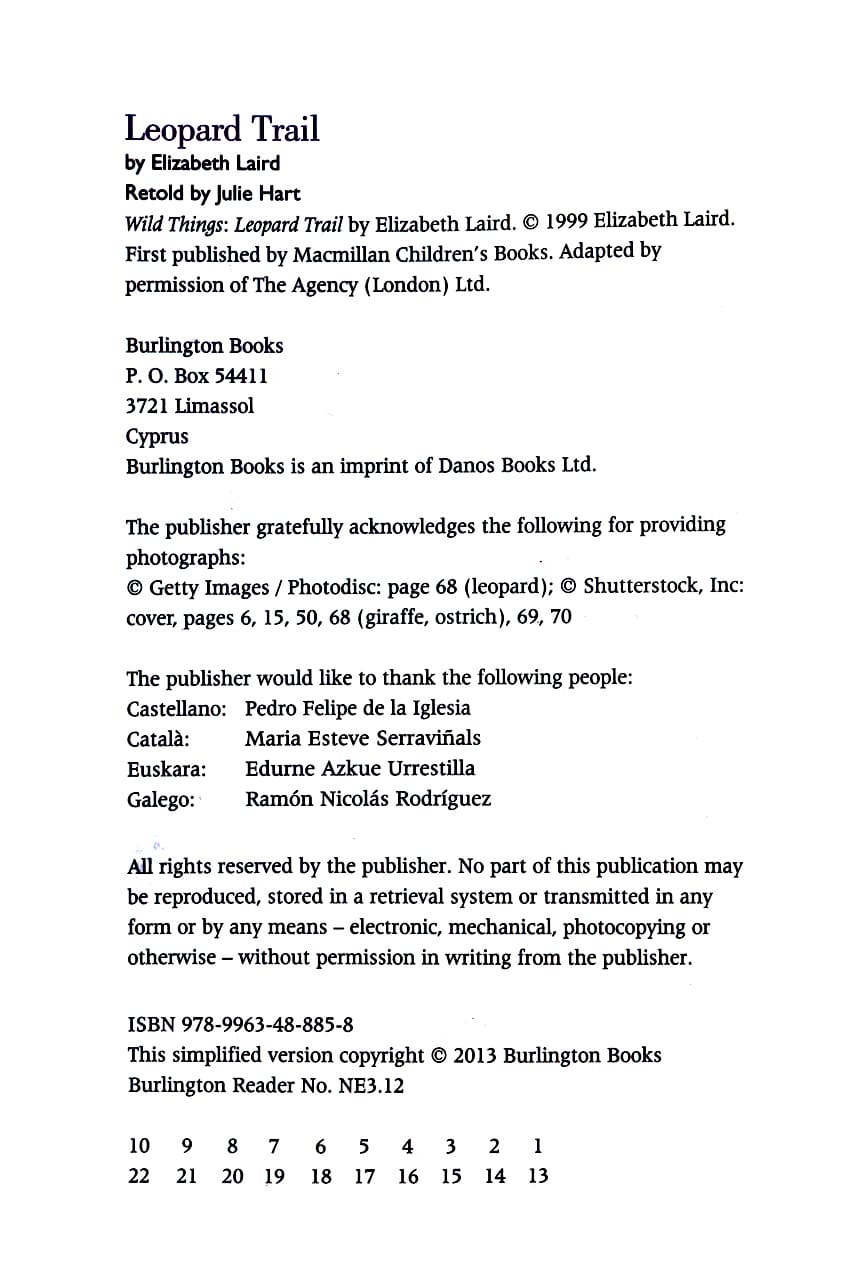 Leopard Trail
by Elizabeth Laird
Retold by Julie Hart
Wild Things: Leopard Trail by Elizabeth Laird. © 1999 Elizabeth Laird.
First published by Macmillan Children's Books. Adapted by
permission of The Agency (London) Ltd.
Burlington Books
P. O. Box 54411
3721 Limassol
Cyprus
Burlington Books is an imprint of Danos Books Ltd.
The publisher gratefully acknowledges the following for providing
photographs:
© Getty Images / Photodisc: page 68 (leopard); © Shutterstock, Inc:
cover, pages 6, 15, 50, 68 (giraffe, ostrich), 69, 70
The publisher would like to thank the following people:
Castellano: Pedro Felipe de la Iglesia
Català: Maria Esteve Serraviñals
Euskara: Edurne Azkue Urrestilla
Galego: Ramón Nicolás Rodríguez
All rights reserved by the publisher. No part of this publication may
be reproduced, stored in a retrieval system or transmitted in any
form or by any means – electronic, mechanical, photocopying or
otherwise – without permission in writing from the publisher.
ISBN 978-9963-48-885-8
This simplified version copyright © 2013 Burlington Books
Burlington Reader No. NE3.12
10 9 8 7 6 5 4 3 2 1
22 21 20 19 18 17 16 15 14 13